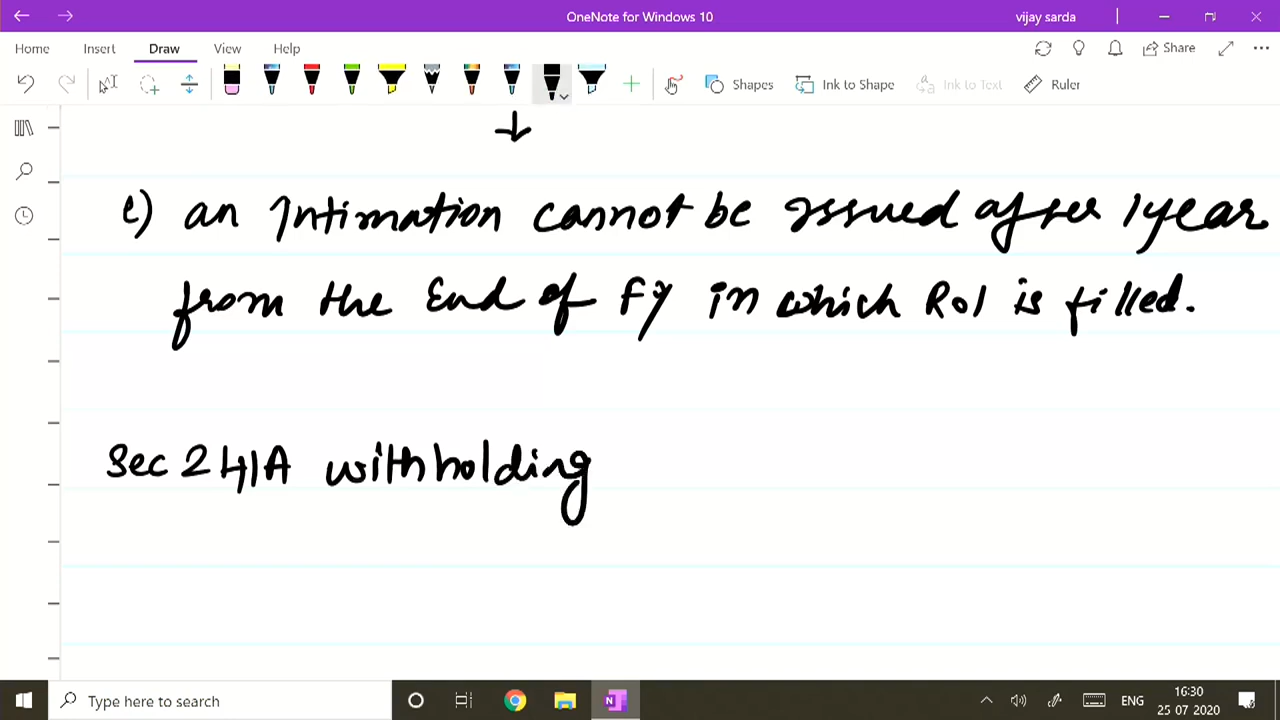 OneNote for Windows 10
vijay sarda
Home Insert Draw View Help
Share
Shapes Ink to Shape Ink to Text Ruler
e) an Intimation cannot be issued after 1 year
from the End of Fy in which RoI is filled.
Sec 241A withholding
Type here to search
ENG
16:30
25-07-2020